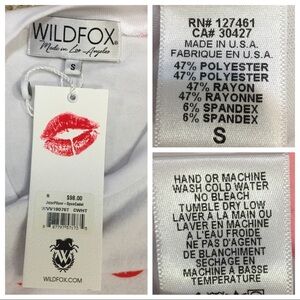 WILDFOX®
Made in Los Angeles
S
$98.00
WILDFOX.COM
RN# 127461
CA# 30427
MADE IN U.S.A.
FABRIQUE EN U.S.A.
47% POLYESTER
47% POLYESTER
47% RAYON
47% RAYONNE
6% SPANDEX
6% SPANDEX
S
HAND OR MACHINE
WASH COLD WATER
NO BLEACH
TUMBLE DRY LOW
LAVER A LA MAIN OU
LAVER EN MACHINE
A L'EAU FROIDE
NE PAS D'AGENT
DE BLANCHIMENT
SECHAGE EN
MACHINE A BASSE
TEMPERATURE